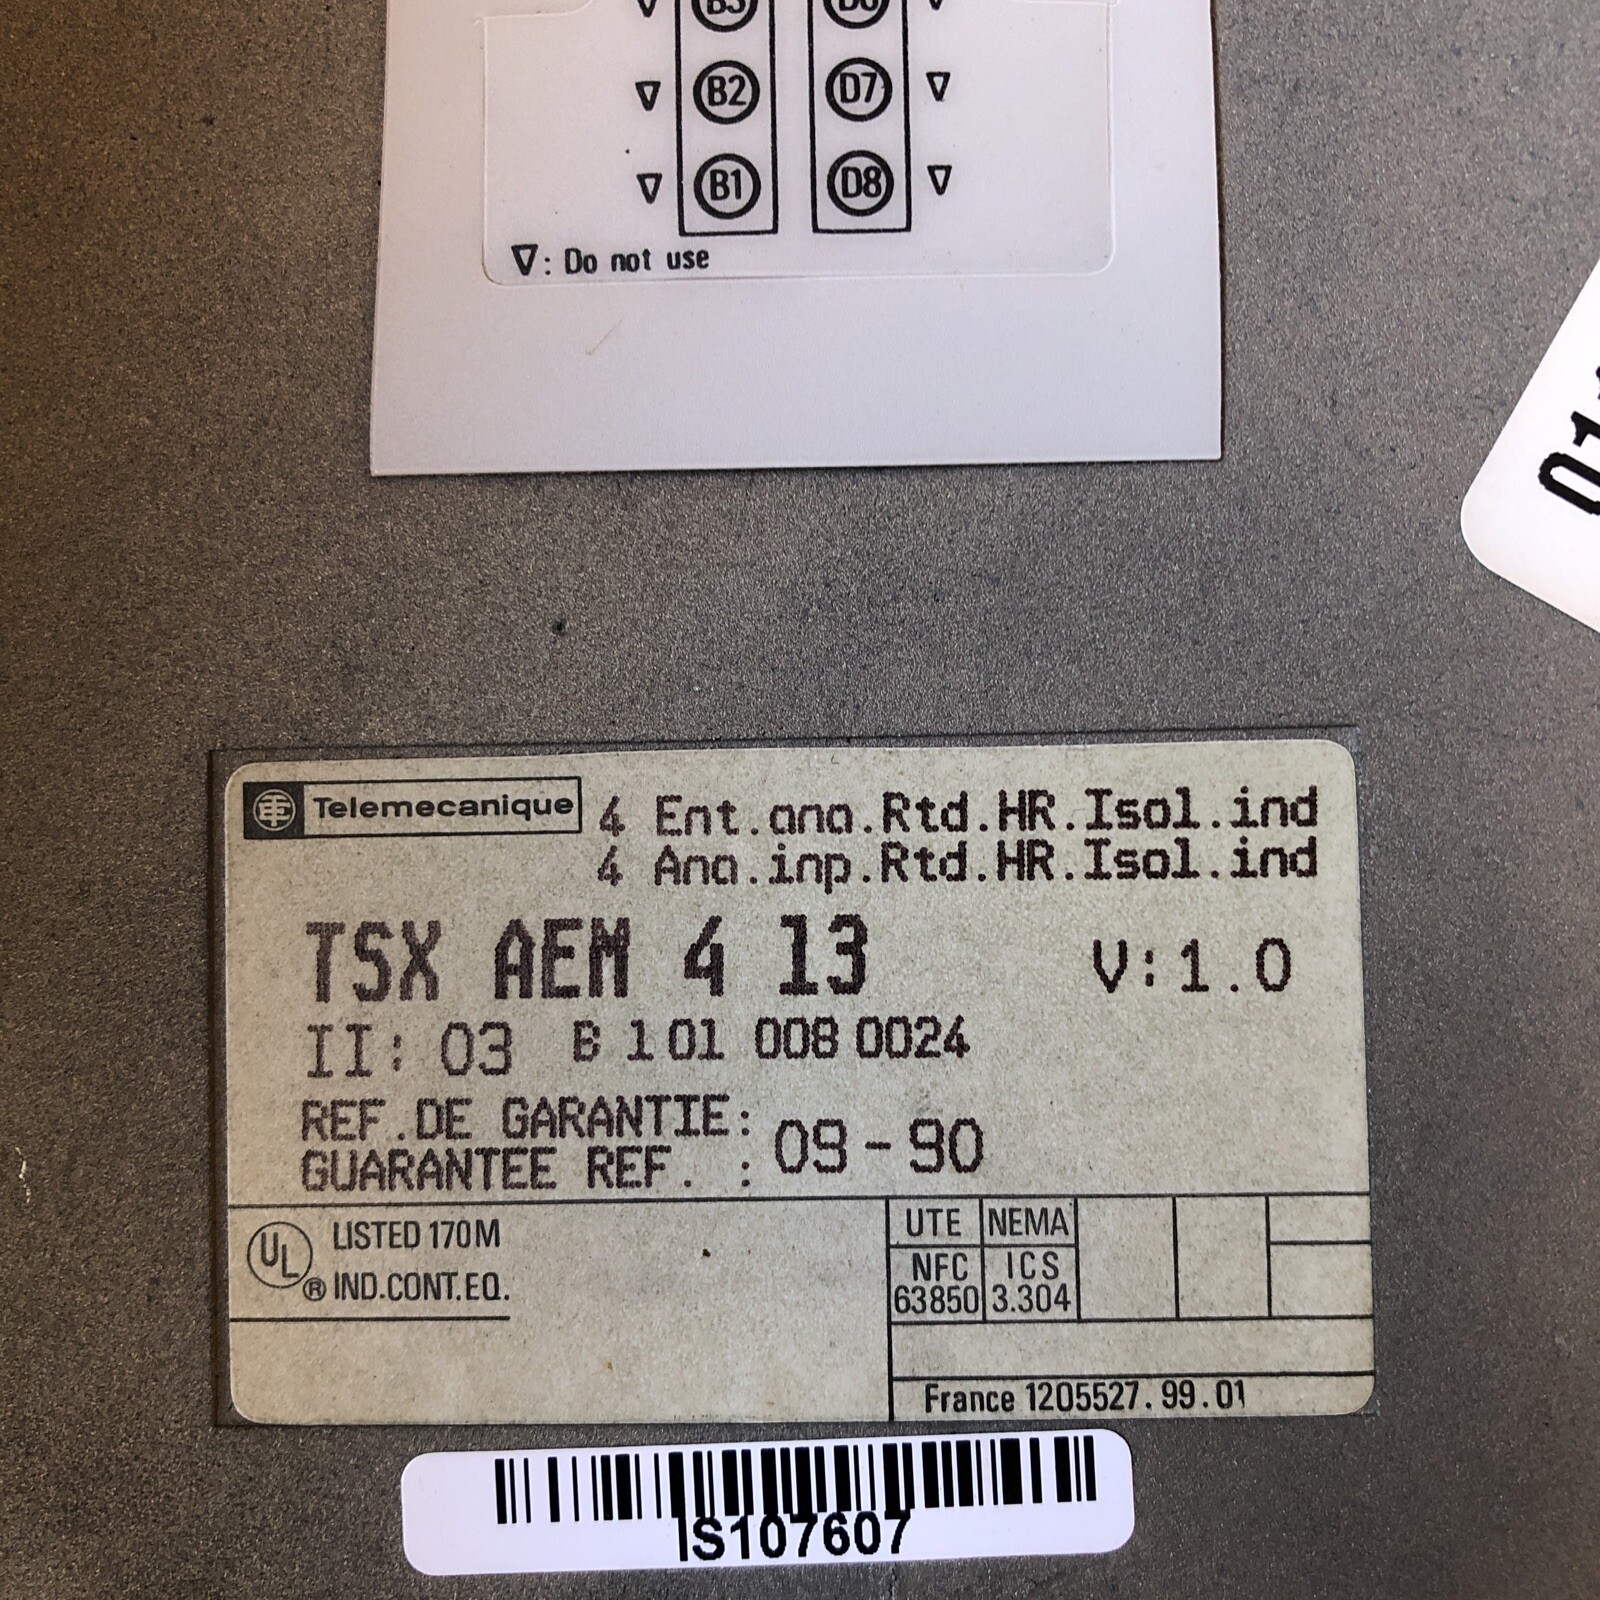 B3 D6
B2 D7
B1 D8
∇: Do not use
Telemecanique
4 Ent.ana.Rtd.HR.Isol.ind
4 Ana.inp.Rtd.HR.Isol.ind
TSX AEM 4 13 V:1.0
II: 03 B 1 01 008 0024
REF.DE GARANTIE:
GUARANTEE REF. : 09-90
UL ® LISTED 170M
IND.CONT.EQ.
UTE NEMA
NFC ICS
63850 3.304
France 1205527.99.01
IS107607